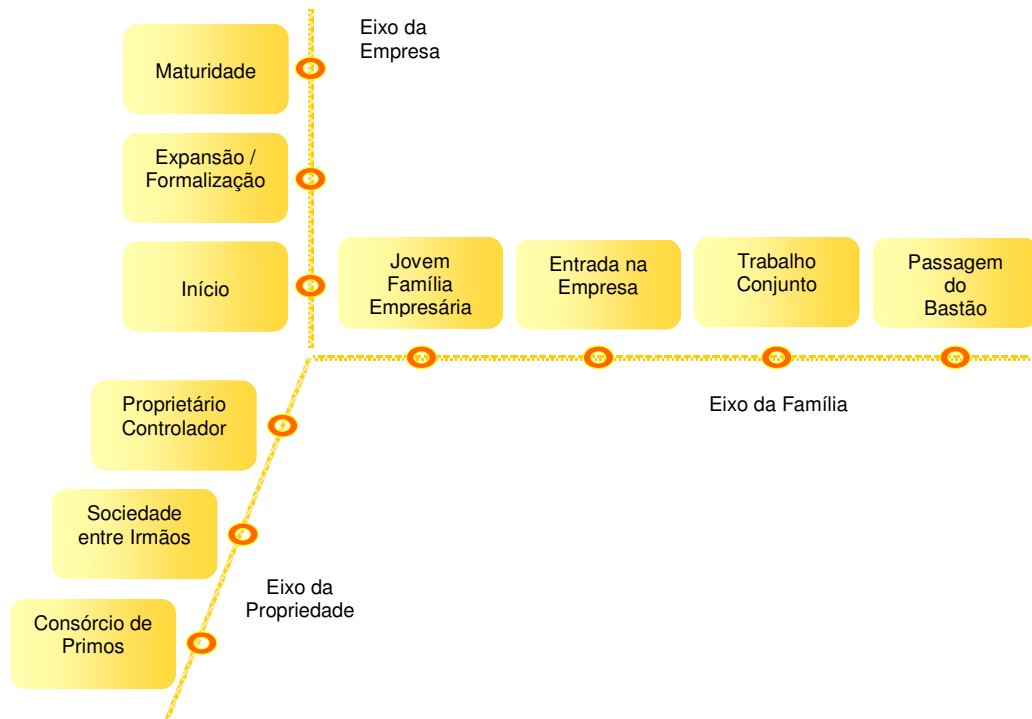 Eixo da
Empresa
Maturidade
Expansão /
Formalização
Início
Jovem
Família
Empresária
Entrada na
Empresa
Trabalho
Conjunto
Passagem
do
Bastão
Eixo da Família
Proprietário
Controlador
Sociedade
entre Irmãos
Eixo da
Propriedade
Consórcio de
Primos